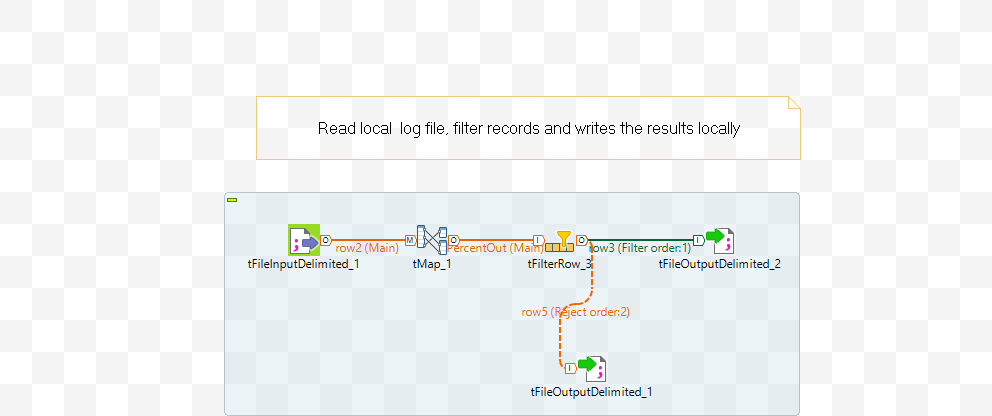 Read local log file, filter records and writes the results locally
row2 (Main)
PercentOut (Main)
row3 (Filter order:1)
tFileInputDelimited_1
tMap_1
tFilterRow_3
tFileOutputDelimited_2
row5 (Reject order:2)
tFileOutputDelimited_1
O
M
O
I
O
I
I